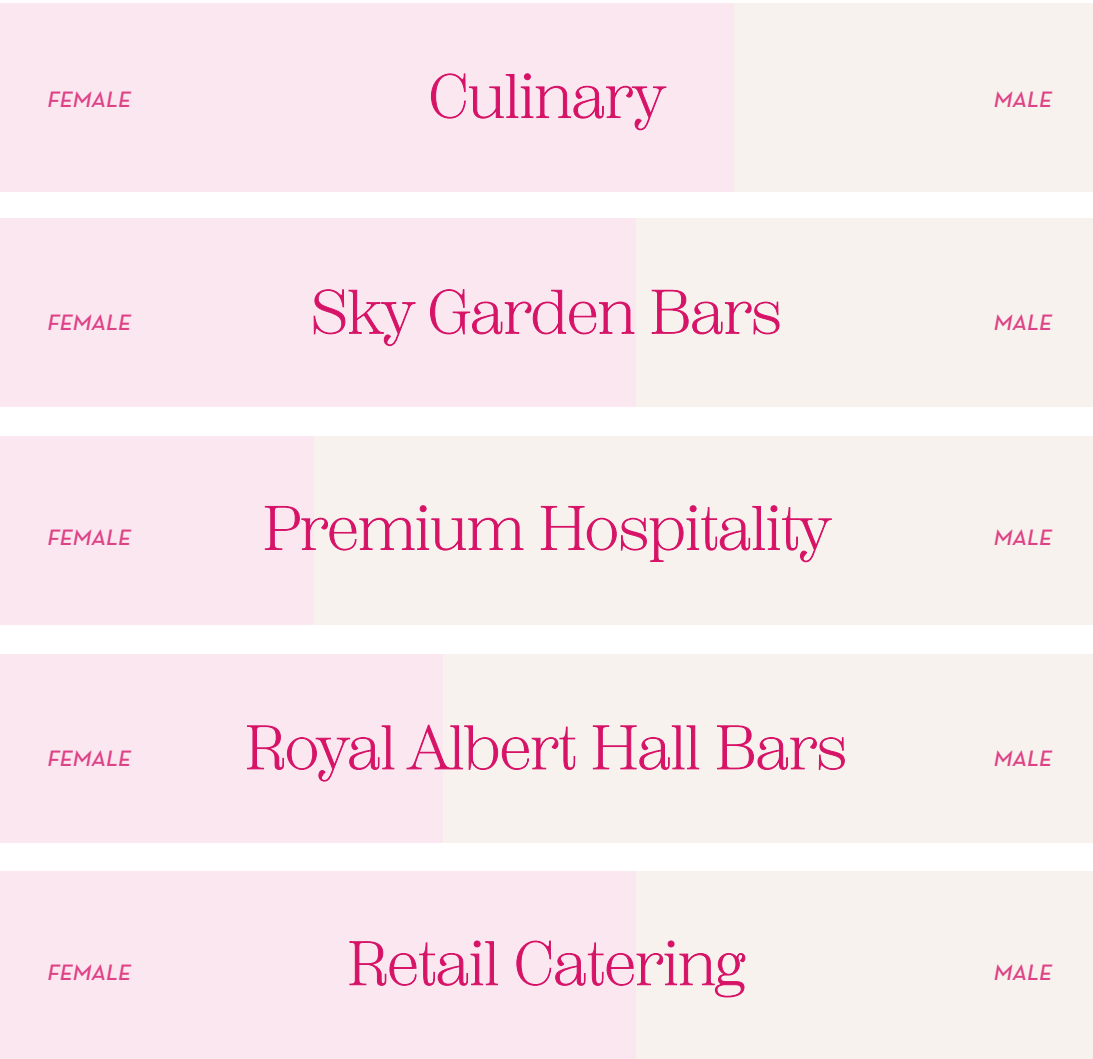 FEMALE Culinary MALE
FEMALE Sky Garden Bars MALE
FEMALE Premium Hospitality MALE
FEMALE Royal Albert Hall Bars MALE
FEMALE Retail Catering MALE